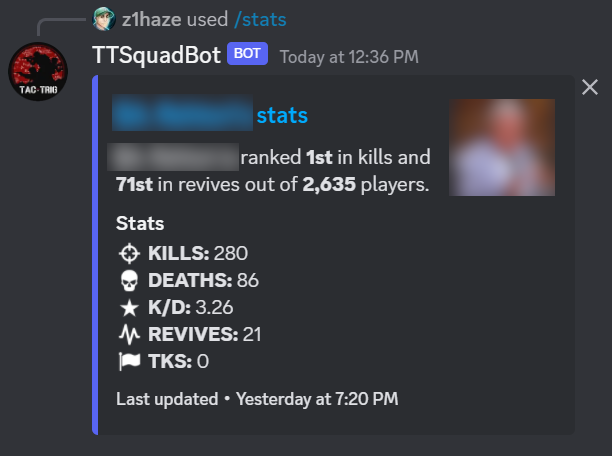 z1haze used /stats
TTSquadBot BOT Today at 12:36 PM
TAC-TRIG
stats
ranked 1st in kills and
71st in revives out of 2,635 players.
Stats
KILLS: 280
DEATHS: 86
K/D: 3.26
REVIVES: 21
TKS: 0
Last updated • Yesterday at 7:20 PM